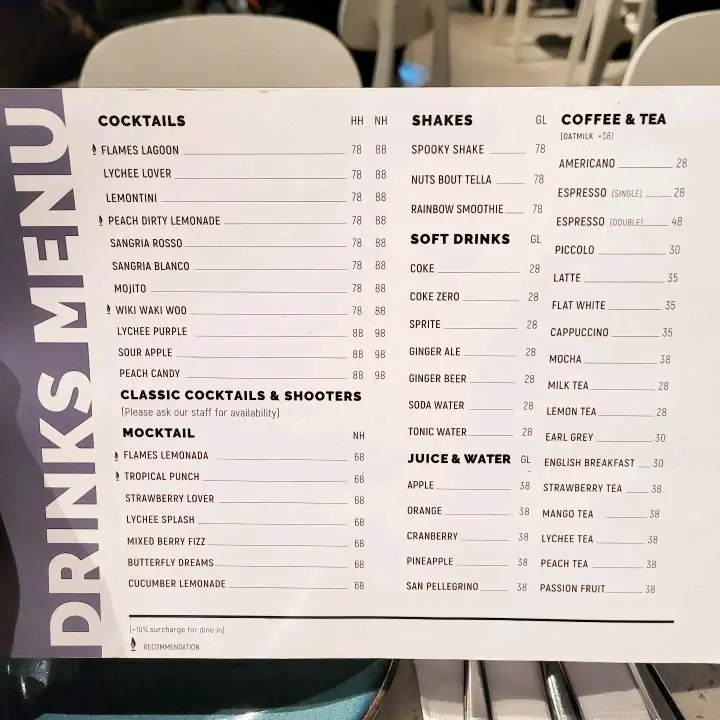 DRINKS MENU
COCKTAILS HH NH
FLAMES LAGOON 78 88
LYCHEE LOVER 78 88
LEMONTINI 78 88
PEACH DIRTY LEMONADE 78 88
SANGRIA ROSSO 78 88
SANGRIA BLANCO 78 88
MOJITO 78 88
WIKI WAKI WOO 78 88
LYCHEE PURPLE 88 98
SOUR APPLE 88 98
PEACH CANDY 88 98
CLASSIC COCKTAILS & SHOOTERS
(Please ask our staff for availability)
MOCKTAIL NH
FLAMES LEMONADA 68
TROPICAL PUNCH 68
STRAWBERRY LOVER 68
LYCHEE SPLASH 68
MIXED BERRY FIZZ 68
BUTTERFLY DREAMS 68
CUCUMBER LEMONADE 68
(+10% surcharge for dine in)
RECOMMENDATION
SHAKES GL
SPOOKY SHAKE 78
NUTS BOUT TELLA 78
RAINBOW SMOOTHIE 78
SOFT DRINKS GL
COKE 28
COKE ZERO 28
SPRITE 28
GINGER ALE 28
GINGER BEER 28
SODA WATER 28
TONIC WATER 28
JUICE & WATER GL
APPLE 38
ORANGE 38
CRANBERRY 38
PINEAPPLE 38
SAN PELLEGRINO 38
COFFEE & TEA
(OATMILK +$8)
AMERICANO 28
ESPRESSO (SINGLE) 28
ESPRESSO (DOUBLE) 48
PICCOLO 30
LATTE 35
FLAT WHITE 35
CAPPUCCINO 35
MOCHA 38
MILK TEA 28
LEMON TEA 28
EARL GREY 30
ENGLISH BREAKFAST 30
STRAWBERRY TEA 38
MANGO TEA 38
LYCHEE TEA 38
PEACH TEA 38
PASSION FRUIT 38